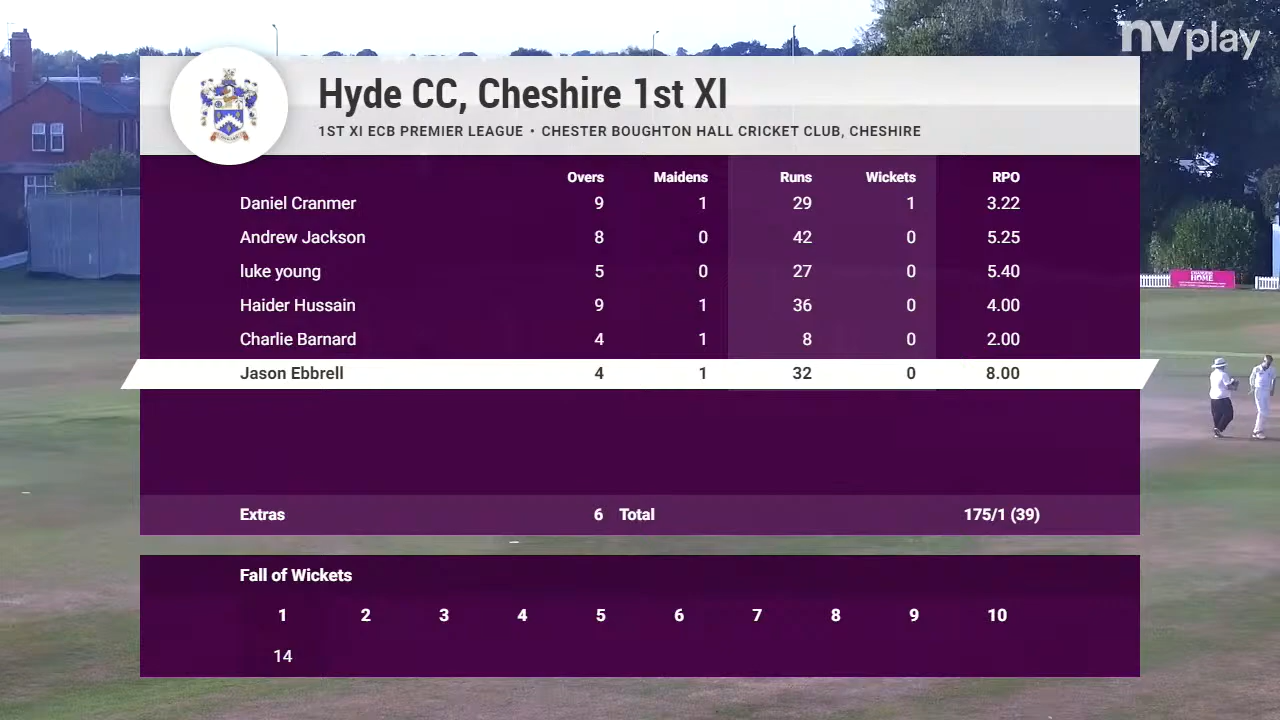 nvplay
Hyde CC, Cheshire 1st XI
1ST XI ECB PREMIER LEAGUE • CHESTER BOUGHTON HALL CRICKET CLUB, CHESHIRE
Overs Maidens Runs Wickets RPO
Daniel Cranmer 9 1 29 1 3.22
Andrew Jackson 8 0 42 0 5.25
luke young 5 0 27 0 5.40
Haider Hussain 9 1 36 0 4.00
Charlie Barnard 4 1 8 0 2.00
Jason Ebbrell 4 1 32 0 8.00
HOME
Extras 6 Total 175/1 (39)
Fall of Wickets
1 2 3 4 5 6 7 8 9 10
14